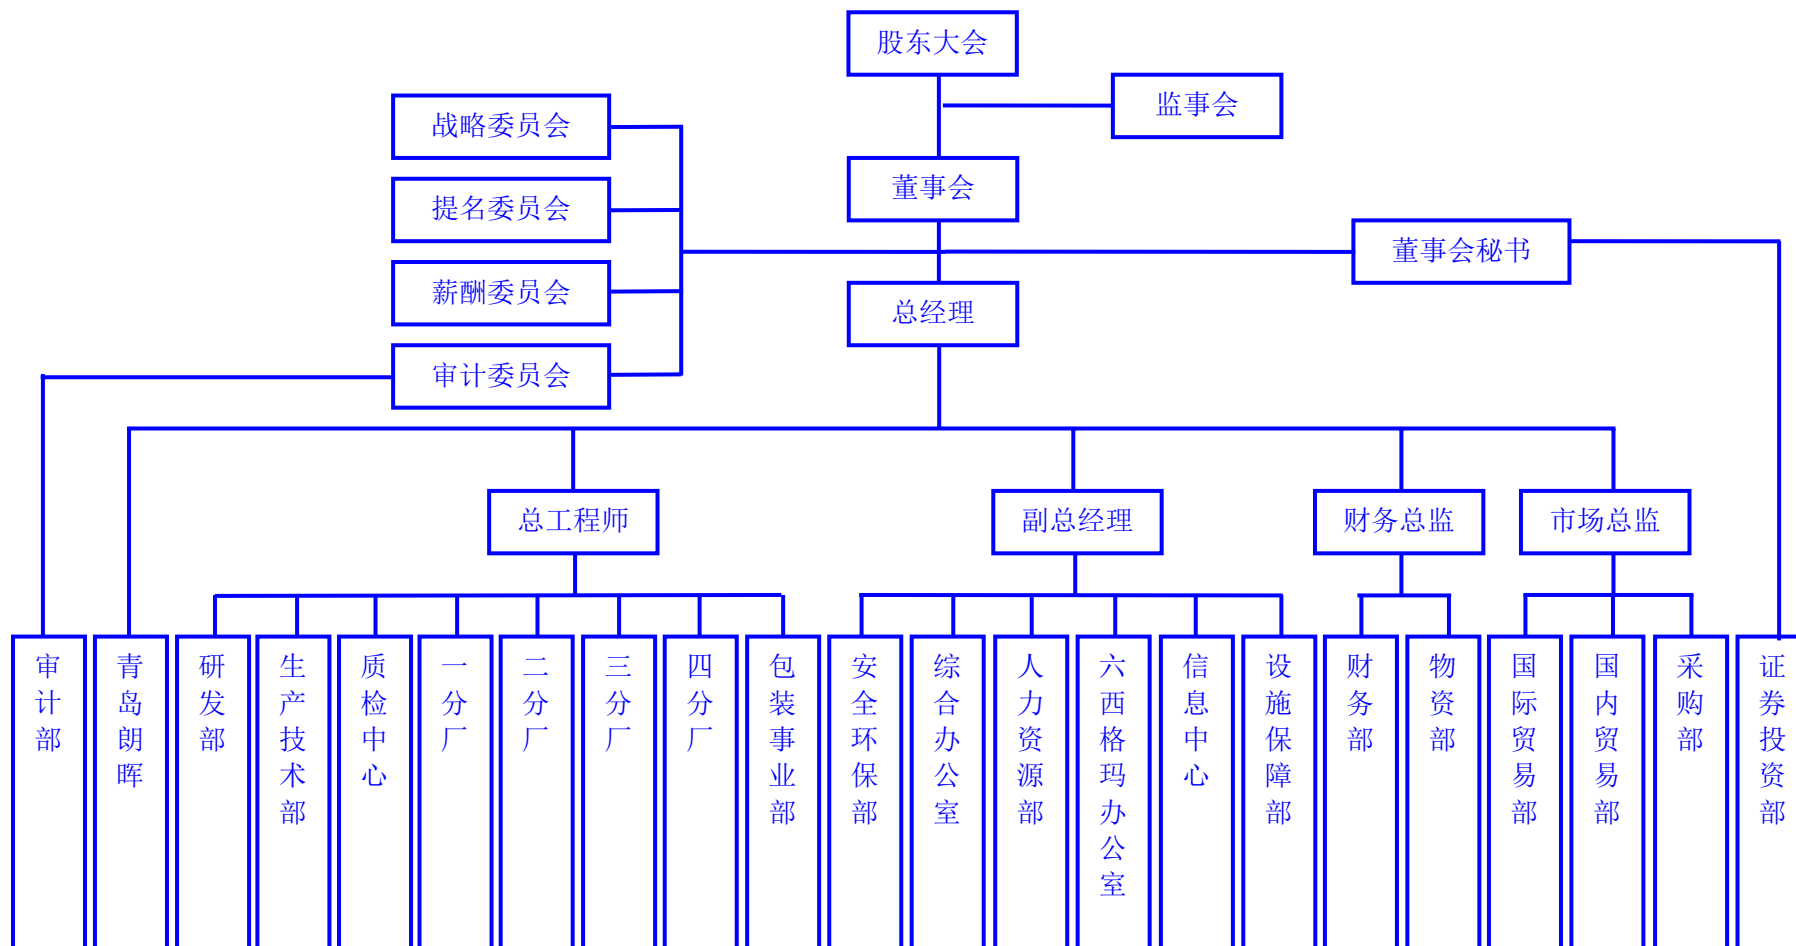 股东大会
监事会
战略委员会
董事会
提名委员会
董事会秘书
薪酬委员会
总经理
审计委员会
总工程师
副总经理
财务总监
市场总监
审计部
青岛朗晖
研发部
生产技术部
质检中心
一分厂
二分厂
三分厂
四分厂
包装事业部
安全环保部
综合办公室
人力资源部
六西格玛办公室
信息中心
设施保障部
财务部
物资部
国际贸易部
国内贸易部
采购部
证券投资部